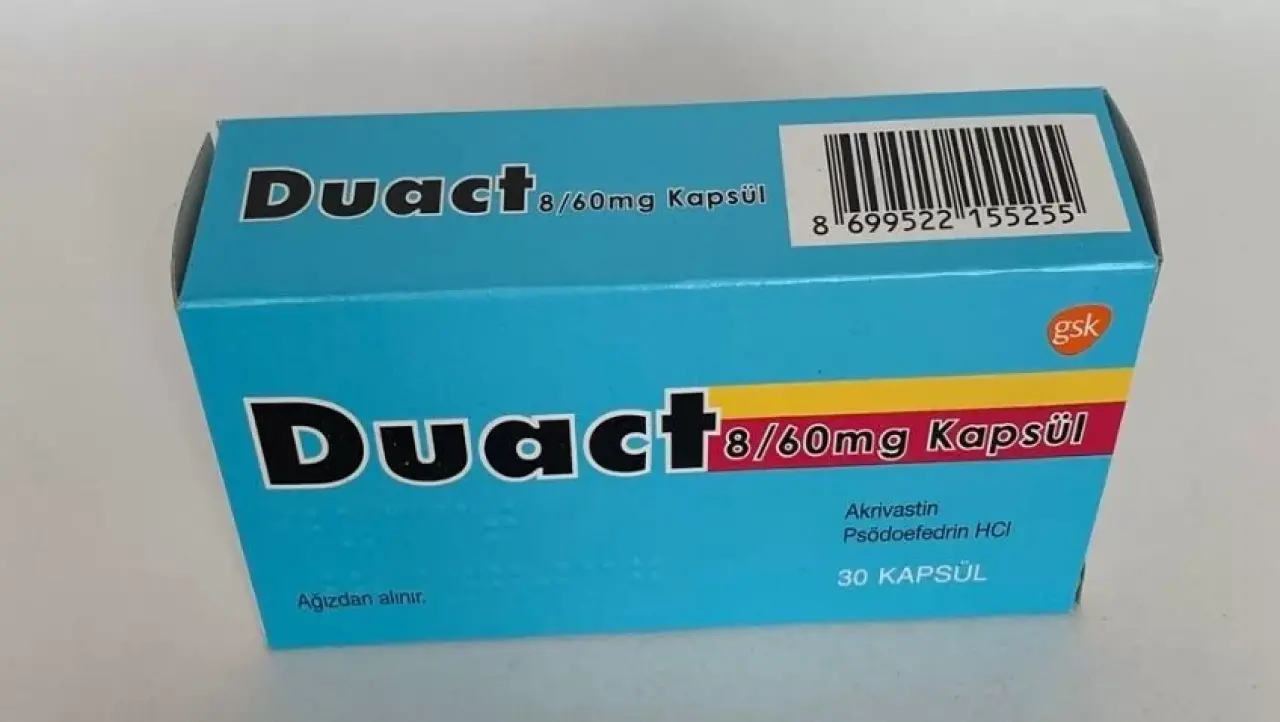 Duact 8/60mg Kapsül
8 699522 155255
gsk
Duact 8/60mg Kapsül
Akrivastin
Psödoefedrin HCl
30 KAPSÜL
Ağızdan alınır.